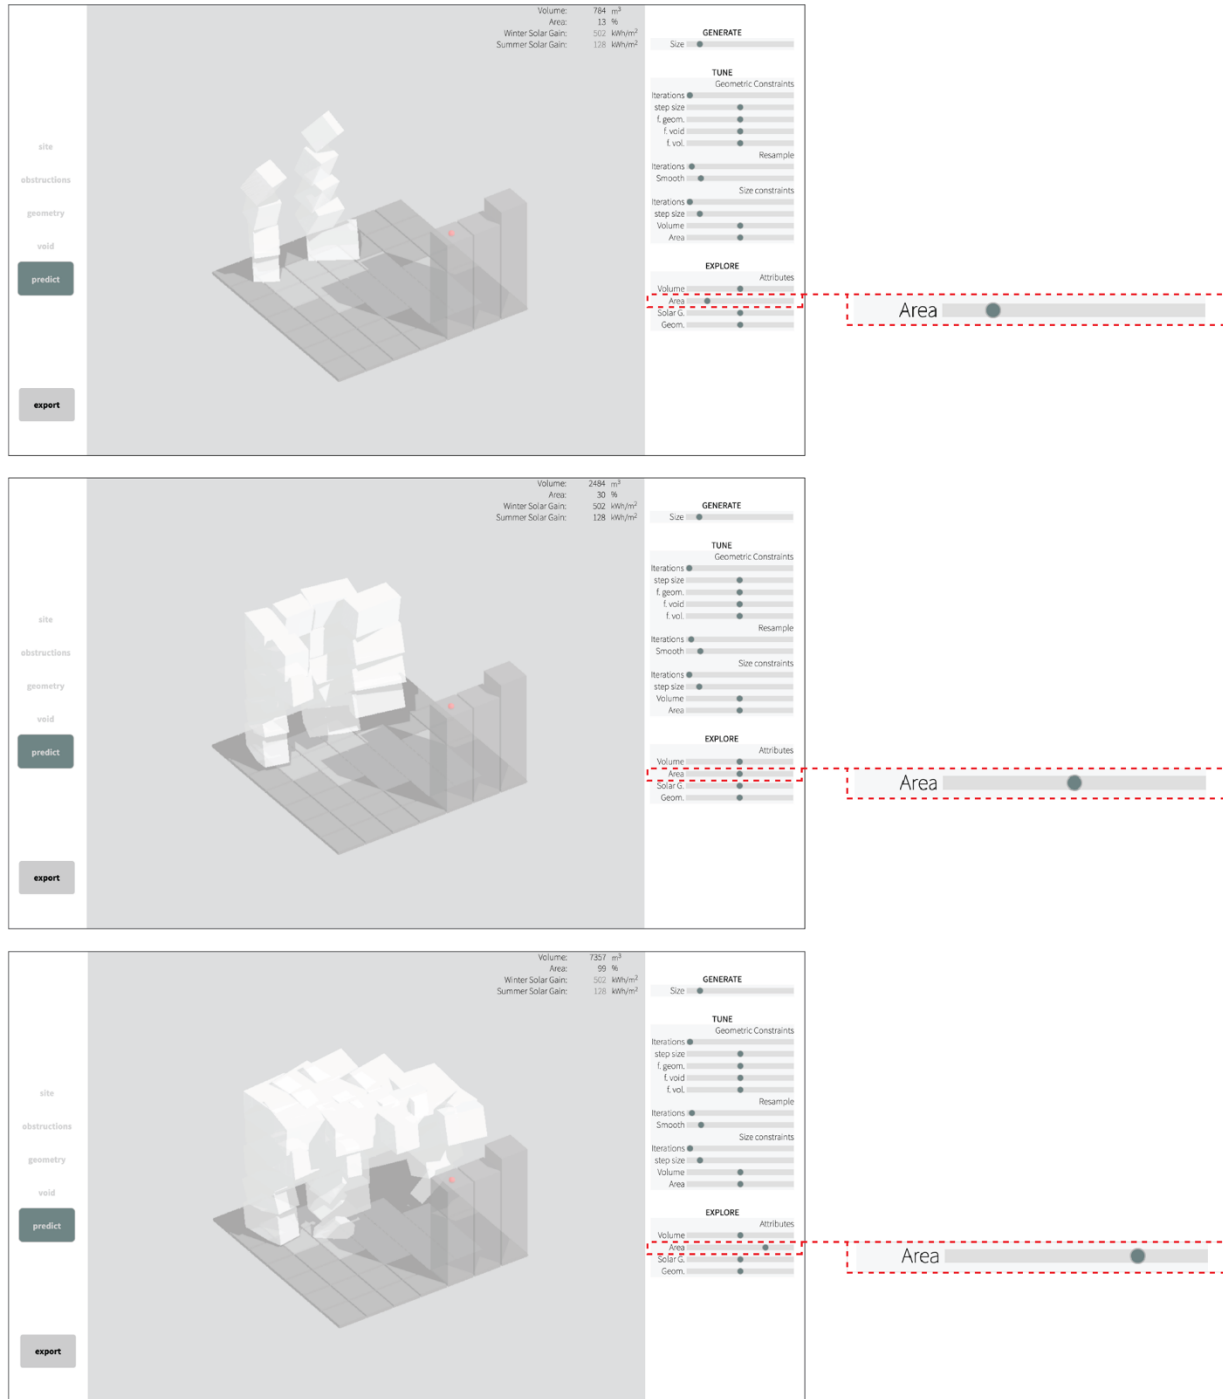 Volume: 784 m³
Area: 13 %
Winter Solar Gain: 502 kWh/m²
Summer Solar Gain: 128 kWh/m²
GENERATE
Size
TUNE
Geometric Constraints
Iterations
step size
f. geom.
f. void
f. vol.
Resample
Iterations
Smooth
Size constraints
Iterations
step size
Volume
Area
EXPLORE
Attributes
Volume
Area
Solar G.
Geom.
site
obstructions
geometry
void
predict
export
Area
Volume: 2484 m³
Area: 30 %
Winter Solar Gain: 502 kWh/m²
Summer Solar Gain: 128 kWh/m²
GENERATE
Size
TUNE
Geometric Constraints
Iterations
step size
f. geom.
f. void
f. vol.
Resample
Iterations
Smooth
Size constraints
Iterations
step size
Volume
Area
EXPLORE
Attributes
Volume
Area
Solar G.
Geom.
site
obstructions
geometry
void
predict
export
Area
Volume: 7357 m³
Area: 99 %
Winter Solar Gain: 502 kWh/m²
Summer Solar Gain: 128 kWh/m²
GENERATE
Size
TUNE
Geometric Constraints
Iterations
step size
f. geom.
f. void
f. vol.
Resample
Iterations
Smooth
Size constraints
Iterations
step size
Volume
Area
EXPLORE
Attributes
Volume
Area
Solar G.
Geom.
site
obstructions
geometry
void
predict
export
Area